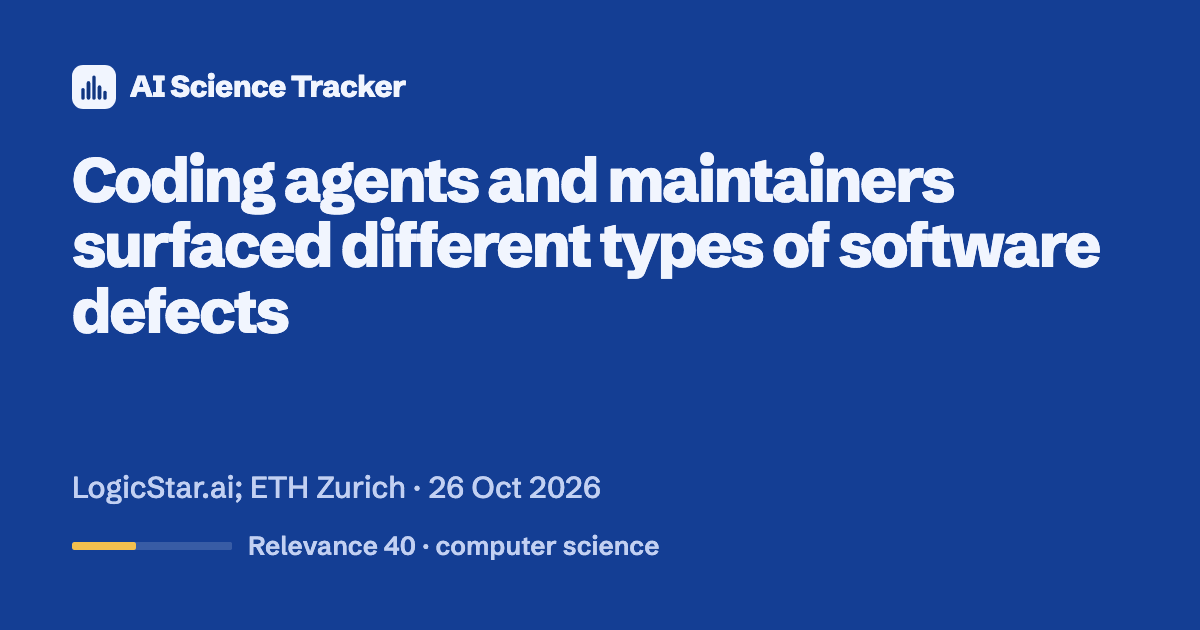 AI Science Tracker
Coding agents and maintainers
surfaced different types of software
defects
LogicStar.ai; ETH Zurich · 26 Oct 2026
Relevance 40 · computer science